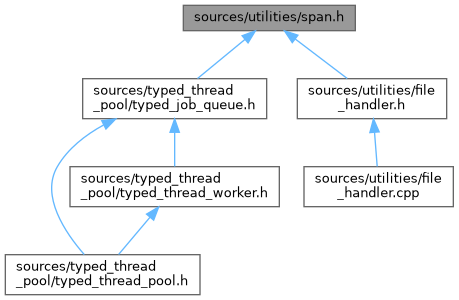 sources/utilities/span.h
sources/typed_thread
_pool/typed_job_queue.h
sources/utilities/file
_handler.h
sources/typed_thread
_pool/typed_thread_worker.h
sources/utilities/file
_handler.cpp
sources/typed_thread
_pool/typed_thread_pool.h